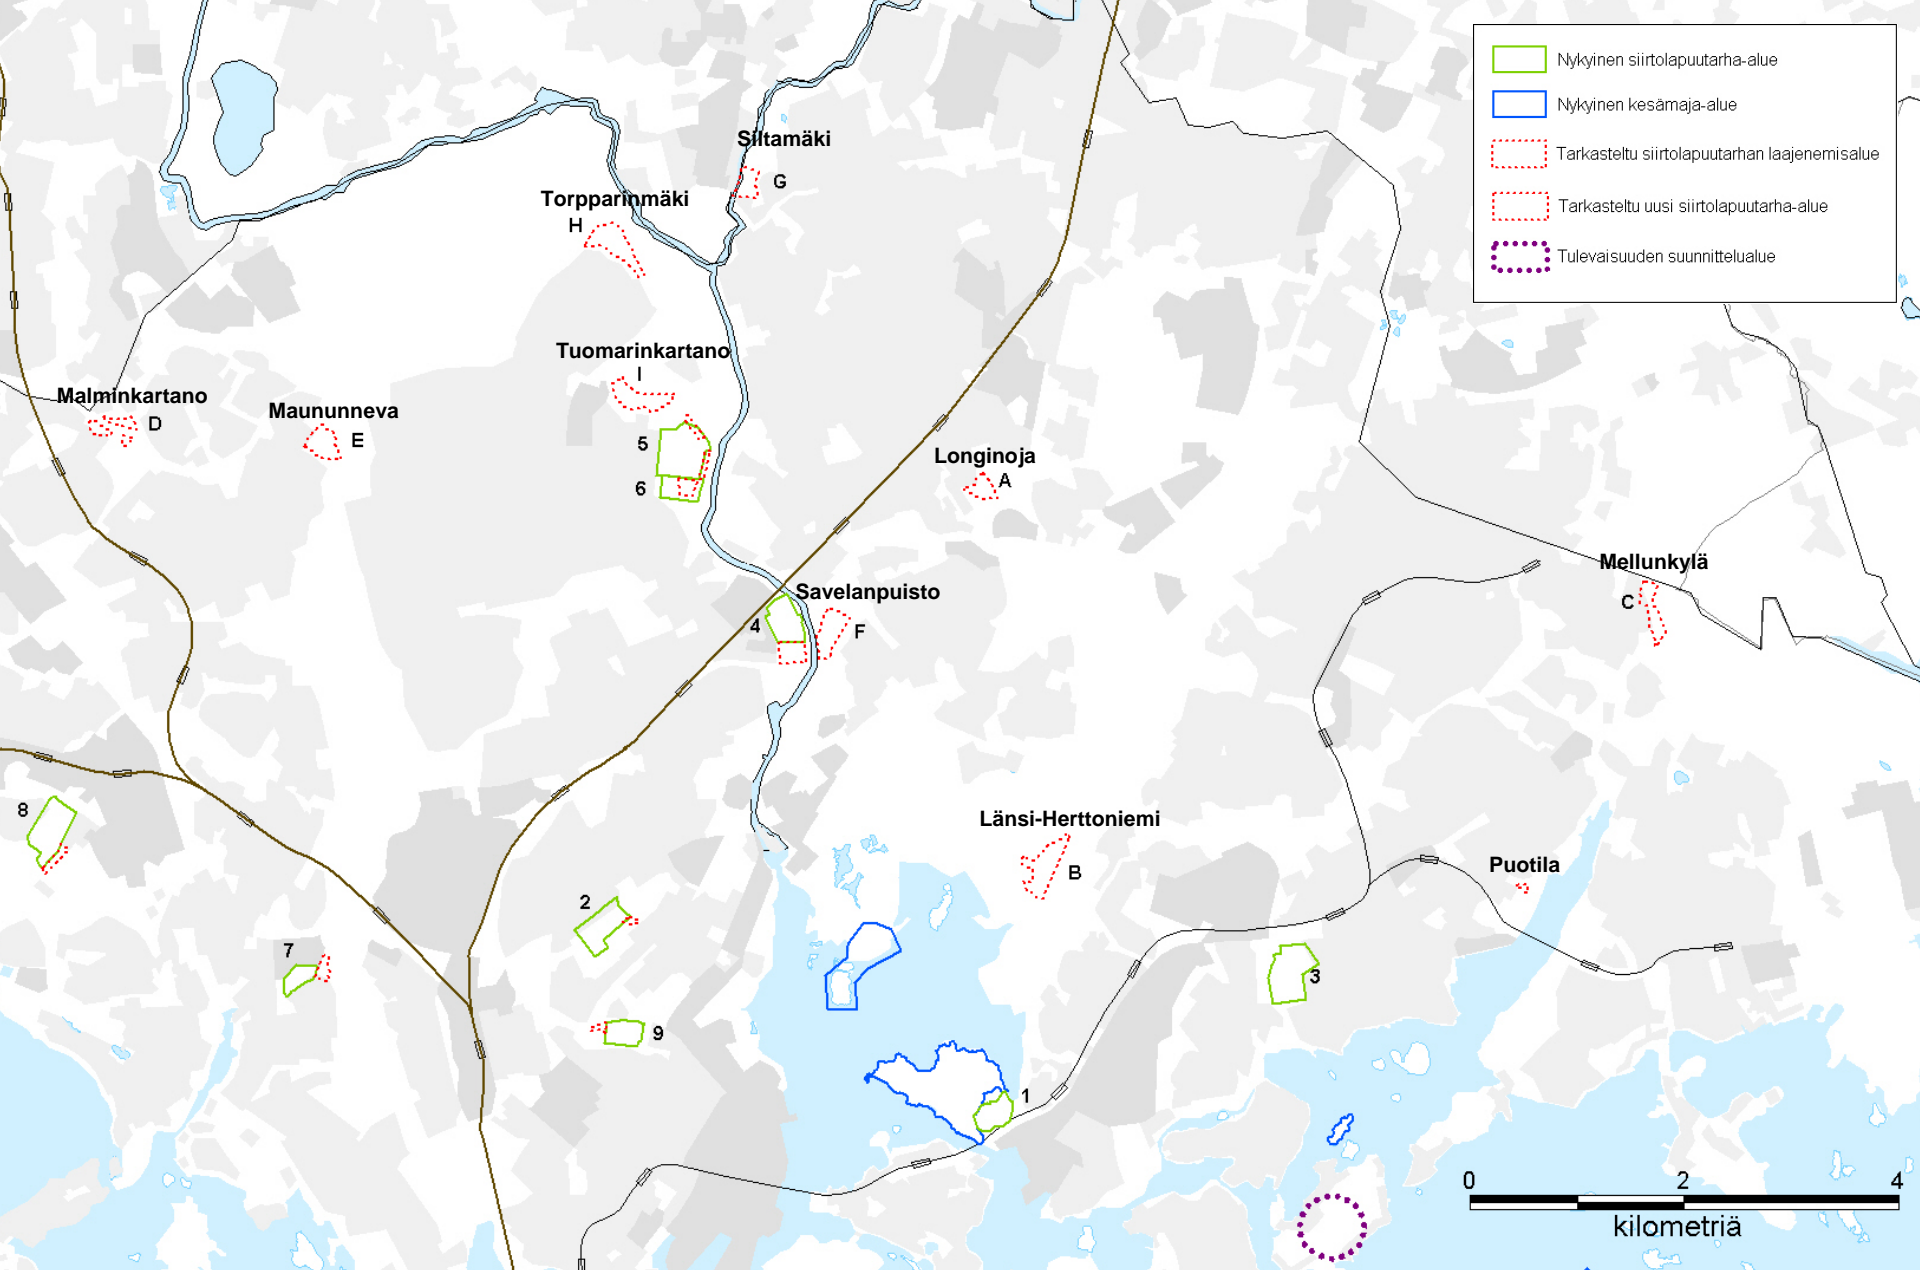 Nykyinen siirtolapuutarha-alue
Nykyinen kesämaja-alue
Tarkasteltu siirtolapuutarhan laajenemisalue
Tarkasteltu uusi siirtolapuutarha-alue
Tulevaisuuden suunnittelualue
Siltamäki
G
Torpparinmäki
H
Tuomarinkartano
I
Malminkartano
D
Maununneva
E
5
6
Longinoja
A
Mellunkylä
C
Savelanpuisto
4
F
8
Länsi-Herttoniemi
B
Puotila
2
7
3
9
1
0 2 4
kilometriä